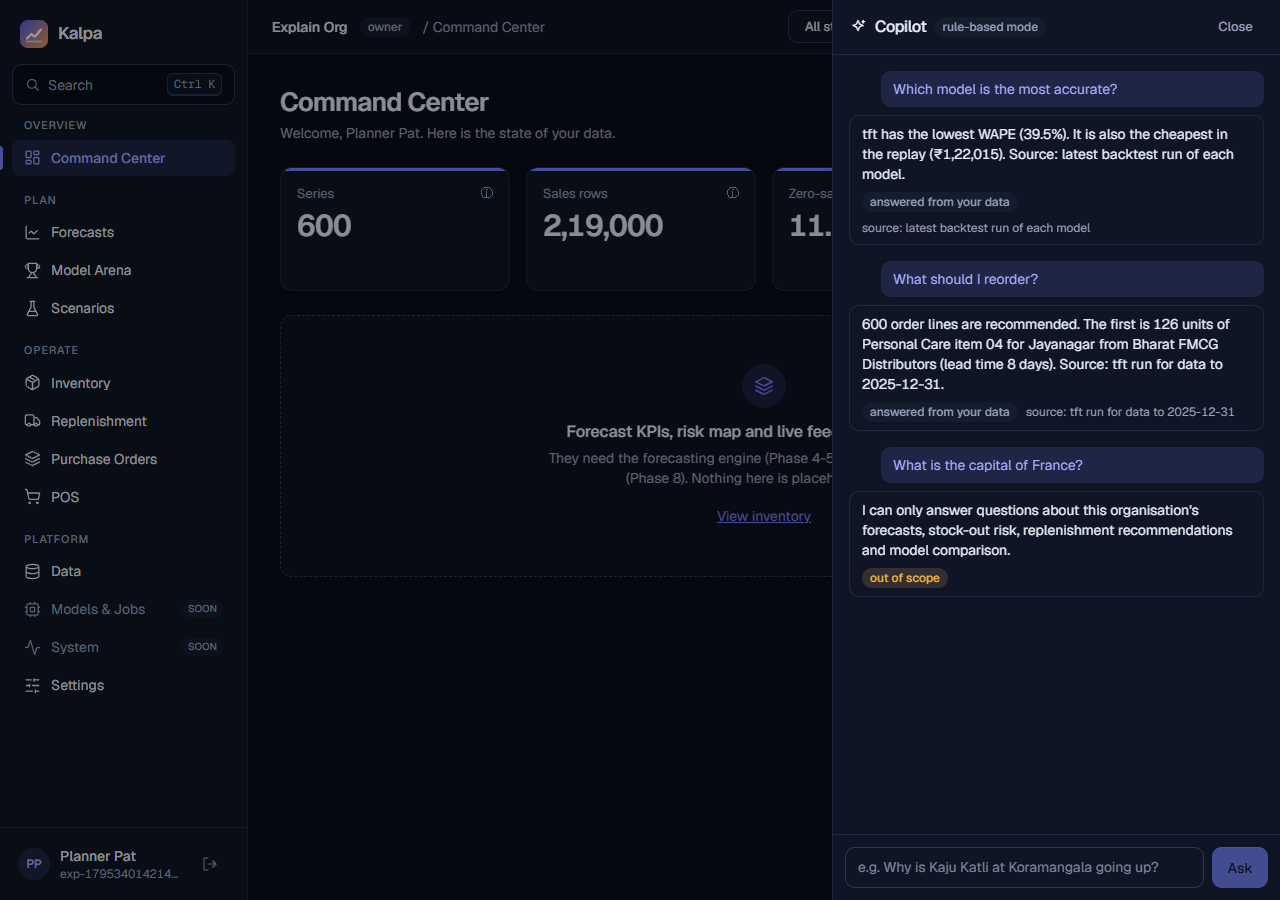 Kalpa
Search Ctrl K
OVERVIEW
Command Center
PLAN
Forecasts
Model Arena
Scenarios
OPERATE
Inventory
Replenishment
Purchase Orders
POS
PLATFORM
Data
Models & Jobs SOON
System SOON
Settings
PP Planner Pat
exp-179534014214...
Explain Org owner / Command Center
All
Command Center
Welcome, Planner Pat. Here is the state of your data.
Series
600
Sales rows
2,19,000
11.
Forecast KPIs, risk map and live
They need the forecasting engine (Phase 4-5
(Phase 8). Nothing here is
View inventory
Copilot rule-based mode Close
Which model is the most accurate?
tft has the lowest WAPE (39.5%). It is also the cheapest in
the replay (₹1,22,015). Source: latest backtest run of each
model.
answered from your data
source: latest backtest run of each model
What should I reorder?
600 order lines are recommended. The first is 126 units of
Personal Care item 04 for Jayanagar from Bharat FMCG
Distributors (lead time 8 days). Source: tft run for data to
2025-12-31.
answered from your data source: tft run for data to 2025-12-31
What is the capital of France?
I can only answer questions about this organisation's
forecasts, stock-out risk, replenishment recommendations
and model comparison.
out of scope
e.g. Why is Kaju Katli at Koramangala going up? Ask